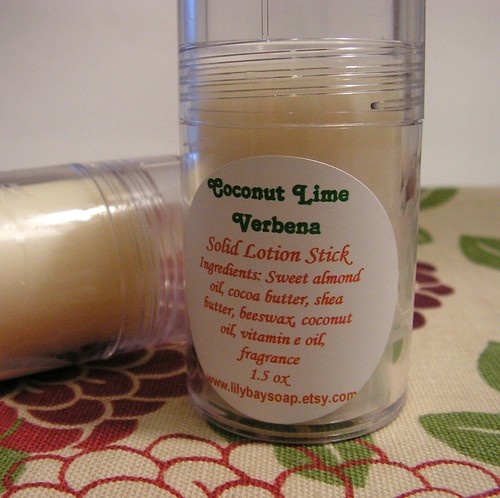 Coconut Lime
Verbena
Solid Lotion Stick
Ingredients: Sweet almond
oil, cocoa butter, shea
butter, beeswax, coconut
oil, vitamin e oil,
fragrance
1.5 ox
www.lilybaysoap.etsy.com